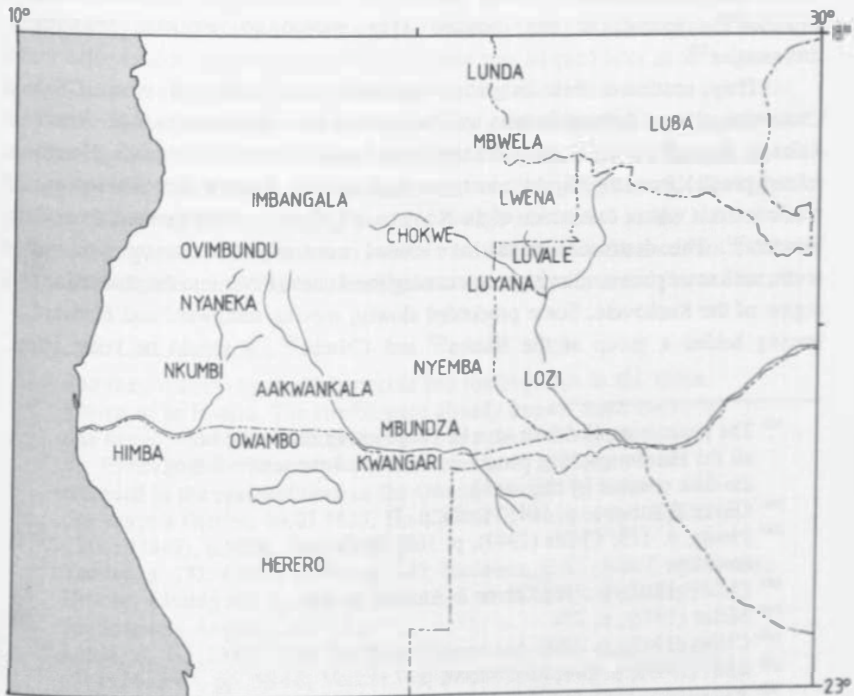 10°
30°
LUNDA
LUBA
MBWELA
IMBANGALA
LWENA
CHOKWE
OVIMBUNDU
LUVALE
LUYANA
NYANEKA
NKUMBI
NYEMBA
LOZI
AAKWANKALA
MBUNDZA
HIMBA
OWAMBO
KWANGARI
HERERO
23°